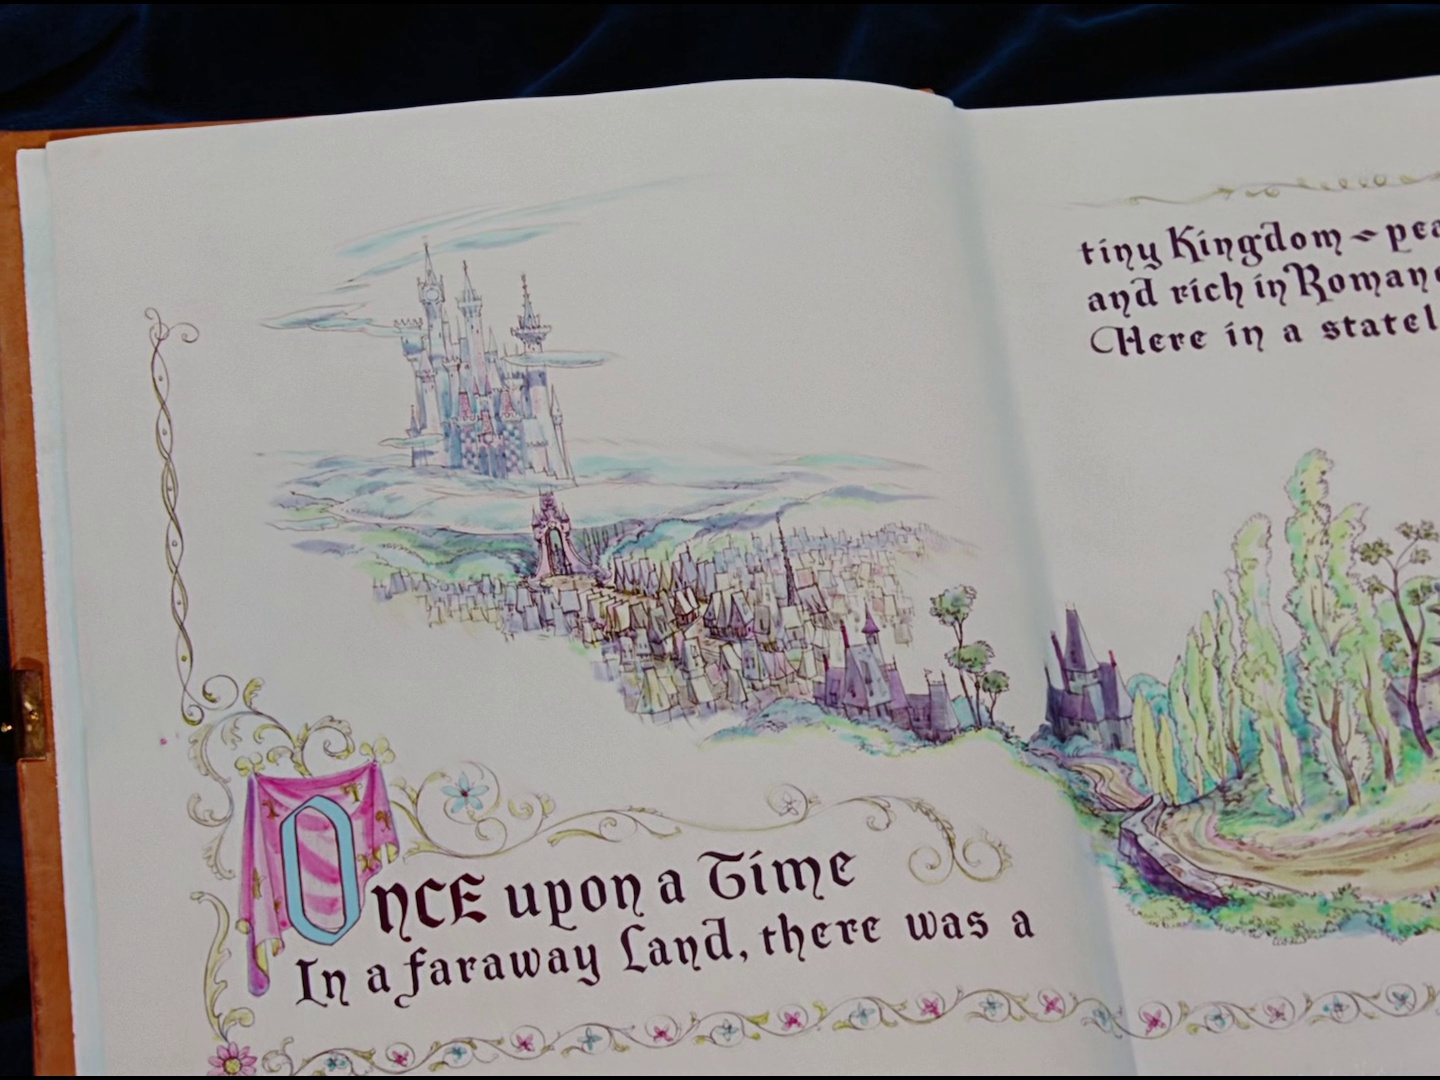 Once upon a Time
In a faraway Land, there was a
tiny Kingdom ~
and rich in
Here in a